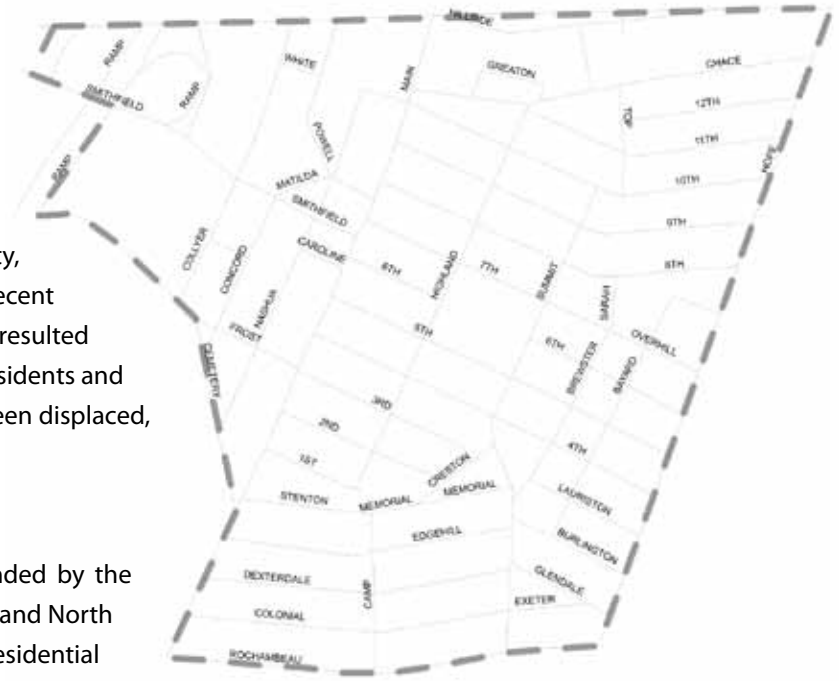 HILLSIDE
RAMP
WHITE
MAIN
GREATON
CHACE
SMITHFIELD
RAMP
TOP
12TH
11TH
POWELL
HOPE
RAMP
MATILDA
10TH
SMITHFIELD
9TH
COLLYER
CONCORD
CAROLINE
8TH
HIGHLAND
7TH
SUMMIT
8TH
ty,
ecent
NASHUA
SARAH
resulted
FROST
5TH
6TH
OVERHILL
sidents and
CEMETERY
BREWSTER
BAYARD
een displaced,
3RD
2ND
4TH
1ST
CRESTON
STENTON
MEMORIAL
MEMORIAL
LAURISTON
EDGEHILL
BURLINGTON
nded by the
DEXTERDALE
CAMP
GLENDALE
and North
COLONIAL
EXETER
esidential
ROCHAMBEAU